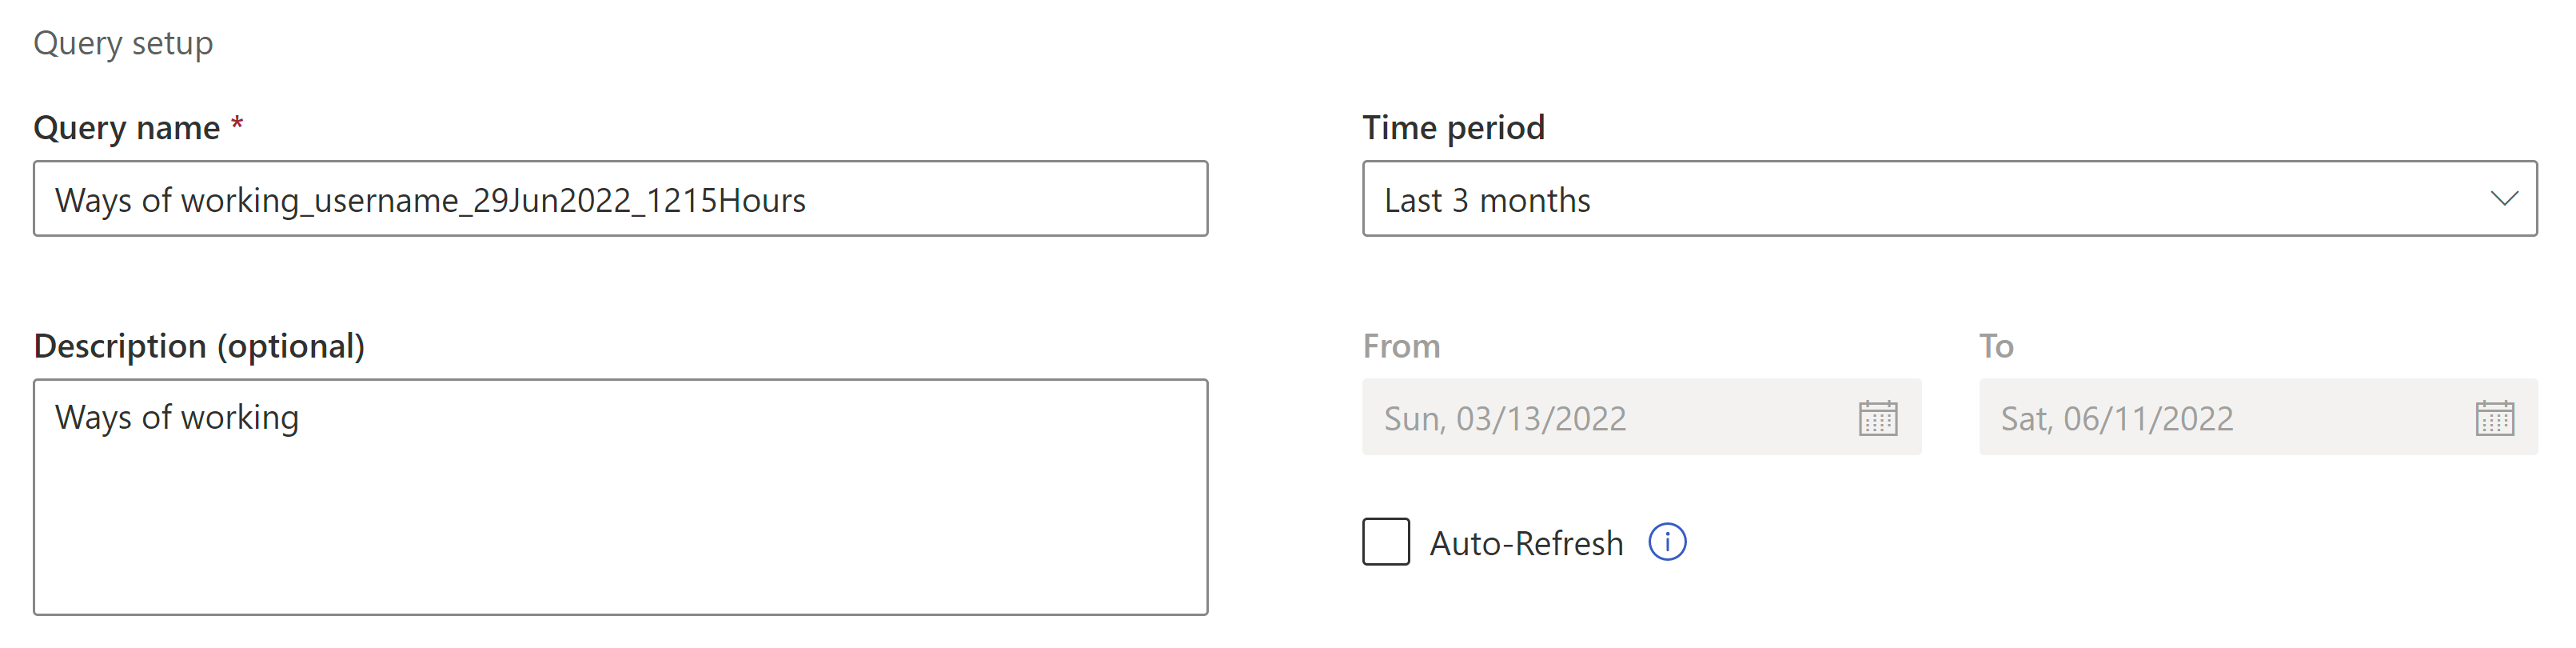 Query setup
Query name *
Ways of working_username_29Jun2022_1215Hours
Time period
Last 3 months
Description (optional)
Ways of working
From
Sun, 03/13/2022
To
Sat, 06/11/2022
Auto-Refresh